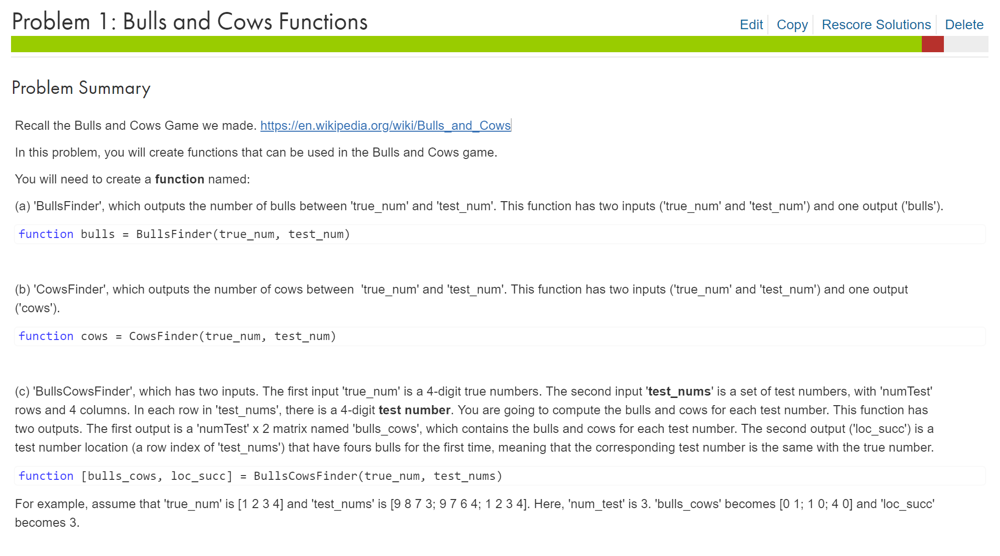 Problem 1: Bulls and Cows Functions
Edit Copy Rescore Solutions Delete
Problem Summary
Recall the Bulls and Cows Game we made. https://en.wikipedia.org/wiki/Bulls_and_Cows
In this problem, you will create functions that can be used in the Bulls and Cows game.
You will need to create a function named:
(a) 'BullsFinder', which outputs the number of bulls between 'true_num' and 'test_num'. This function has two inputs ('true_num' and 'test_num') and one output ('bulls').
function bulls = BullsFinder(true_num, test_num)
(b) 'CowsFinder', which outputs the number of cows between  'true_num' and 'test_num'. This function has two inputs ('true_num' and 'test_num') and one output
('cows').
function cows = CowsFinder(true_num, test_num)
(c) 'BullsCowsFinder', which has two inputs. The first input 'true_num' is a 4-digit true numbers. The second input 'test_nums' is a set of test numbers, with 'numTest'
rows and 4 columns. In each row in 'test_nums', there is a 4-digit test number. You are going to compute the bulls and cows for each test number. This function has
two outputs. The first output is a 'numTest' x 2 matrix named 'bulls_cows', which contains the bulls and cows for each test number. The second output ('loc_succ') is a
test number location (a row index of 'test_nums') that have fours bulls for the first time, meaning that the corresponding test number is the same with the true number.
function [bulls_cows, loc_succ] = BullsCowsFinder(true_num, test_nums)
For example, assume that 'true_num' is [1 2 3 4] and 'test_nums' is [9 8 7 3; 9 7 6 4; 1 2 3 4]. Here, 'num_test' is 3. 'bulls_cows' becomes [0 1; 1 0; 4 0] and 'loc_succ'
becomes 3.